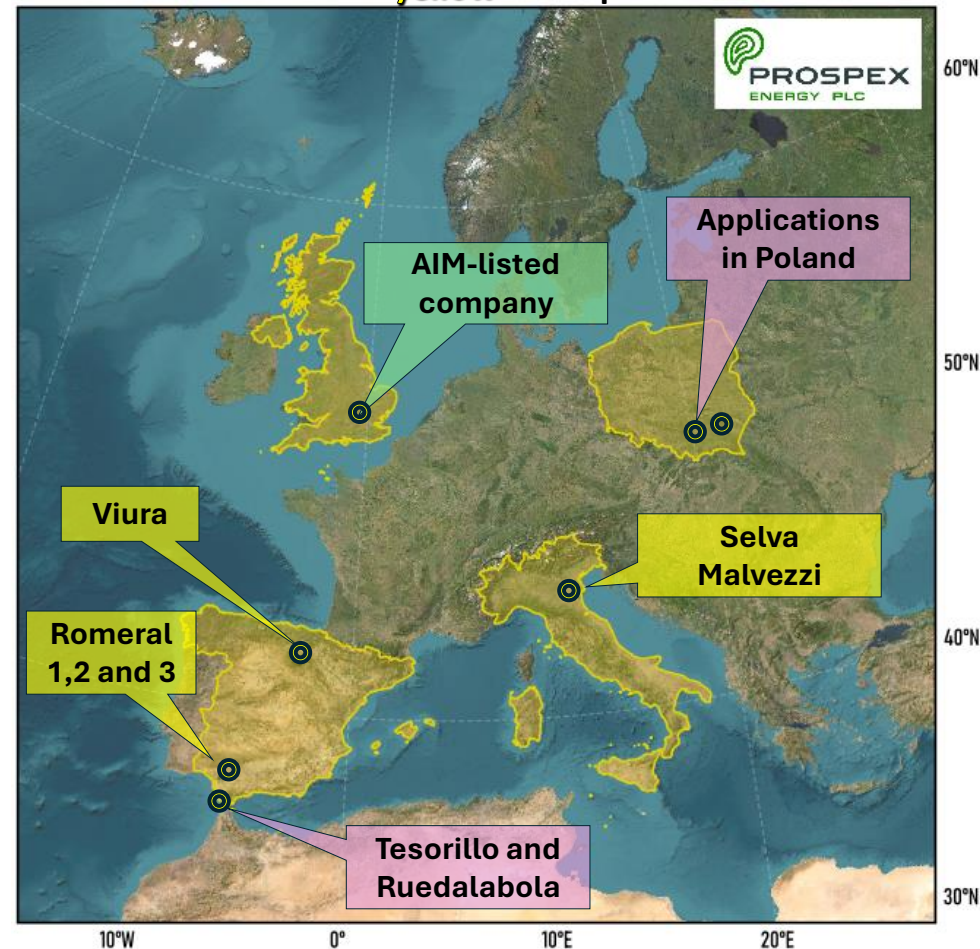 PROSPEX
ENERGY PLC
60°N
Applications
in Poland
AIM-listed
company
50°N
Viura
Selva
Malvezzi
Romeral
1,2 and 3
40°N
Tesorillo and
Ruedalabola
30°N
10°W
0°
10°E
20°E